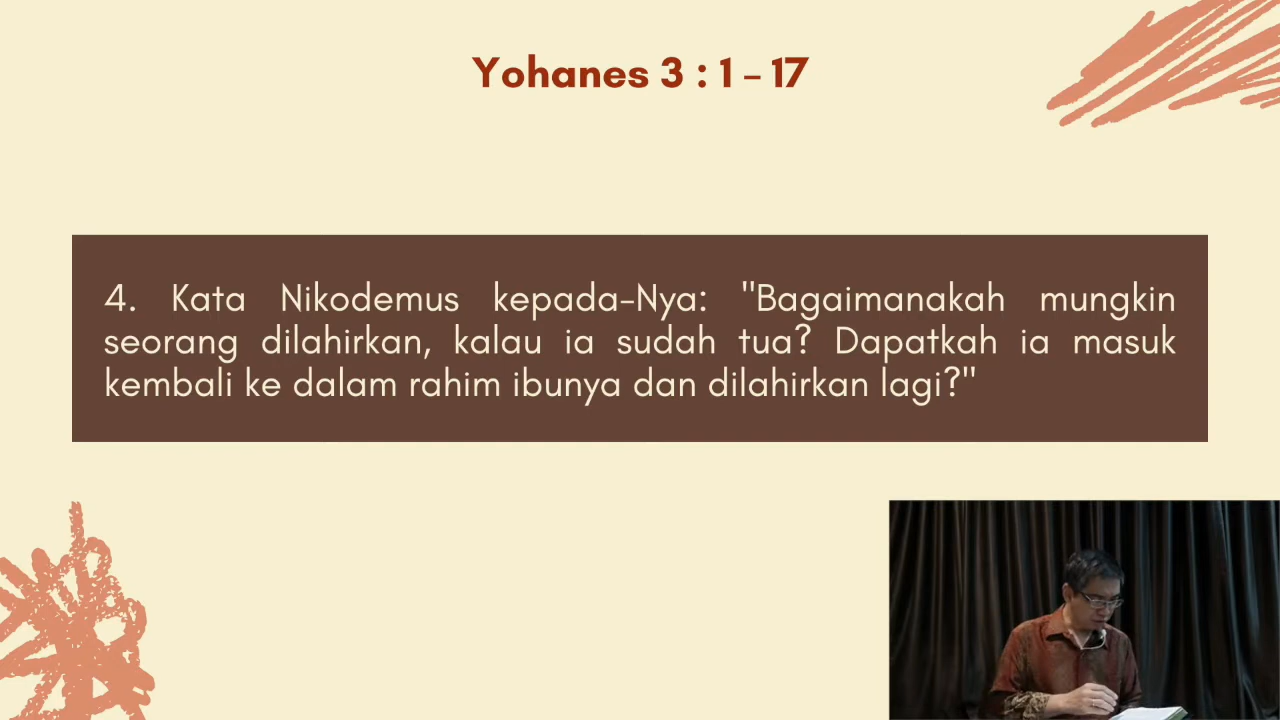 Yohanes 3 : 1 – 17
4. Kata Nikodemus kepada-Nya: "Bagaimanakah mungkin
seorang dilahirkan, kalau ia sudah tua? Dapatkah ia masuk
kembali ke dalam rahim ibunya dan dilahirkan lagi?"